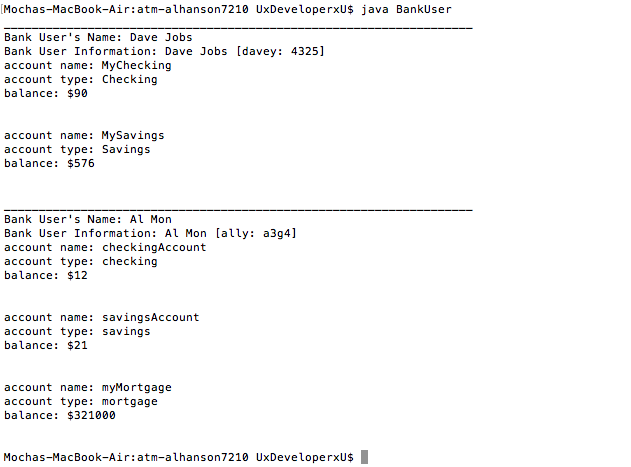 Mochas-MacBook-Air:atm-alhanson7210 UxDeveloperxU$ java BankUser
___________________________________________________________________
Bank User's Name: Dave Jobs
Bank User Information: Dave Jobs [davey: 4325]
account name: MyChecking
account type: Checking
balance: $90
account name: MySavings
account type: Savings
balance: $576
___________________________________________________________________
Bank User's Name: Al Mon
Bank User Information: Al Mon [ally: a3g4]
account name: checkingAccount
account type: checking
balance: $12
account name: savingsAccount
account type: savings
balance: $21
account name: myMortgage
account type: mortgage
balance: $321000
Mochas-MacBook-Air:atm-alhanson7210 UxDeveloperxU$